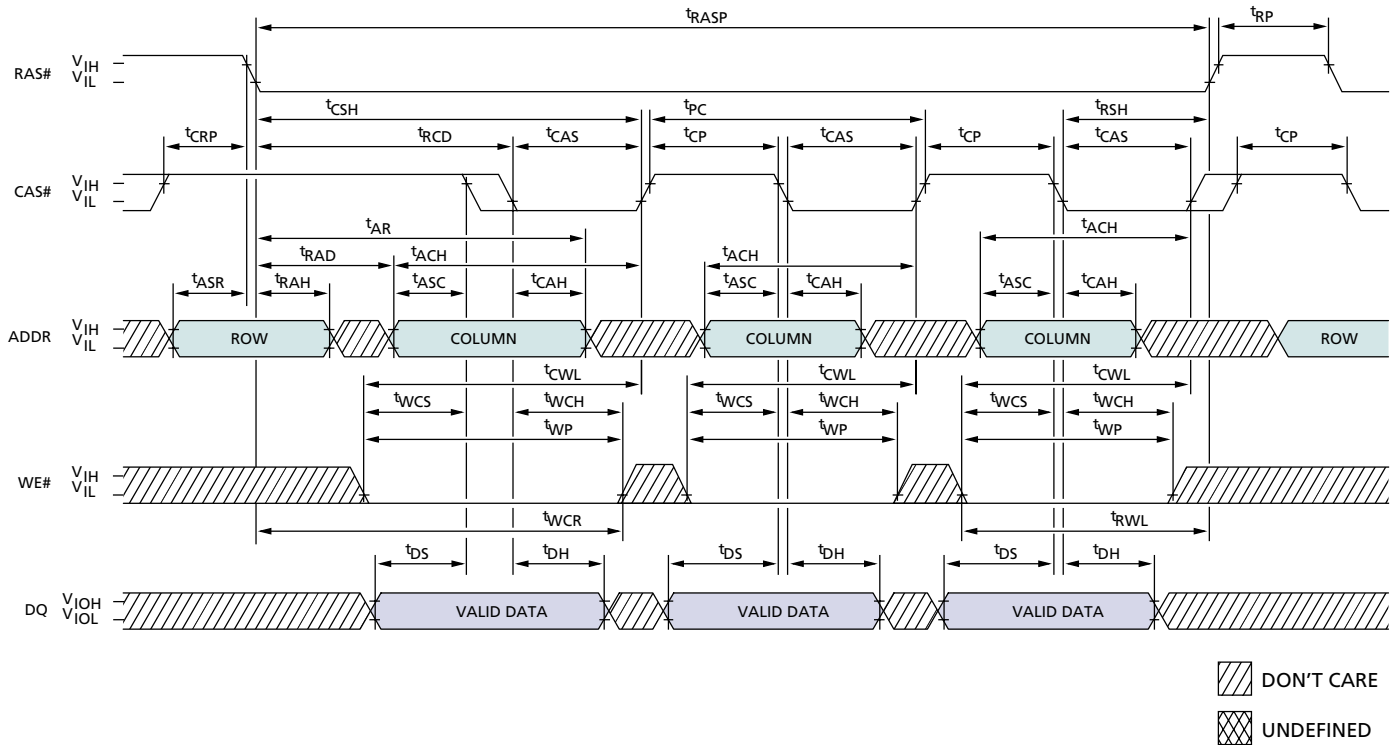 tRASP
tRP
RAS# VIH
VIL
tCSH tPC tRSH
tCRP tRCD tCAS tCP tCAS tCP tCAS tCP
CAS# VIH
VIL
tAR
tRAD tACH tACH tACH
tASR tRAH tASC tCAH tASC tCAH tASC tCAH
ADDR VIH
VIL
ROW COLUMN COLUMN COLUMN ROW
tCWL tCWL tCWL
tWCS tWCH tWCS tWCH tWCS tWCH
tWP tWP tWP
WE# VIH
VIL
tWCR tRWL
tDS tDH tDS tDH tDS tDH
DQ VIOH
VIOL
VALID DATA VALID DATA VALID DATA
DON'T CARE
UNDEFINED